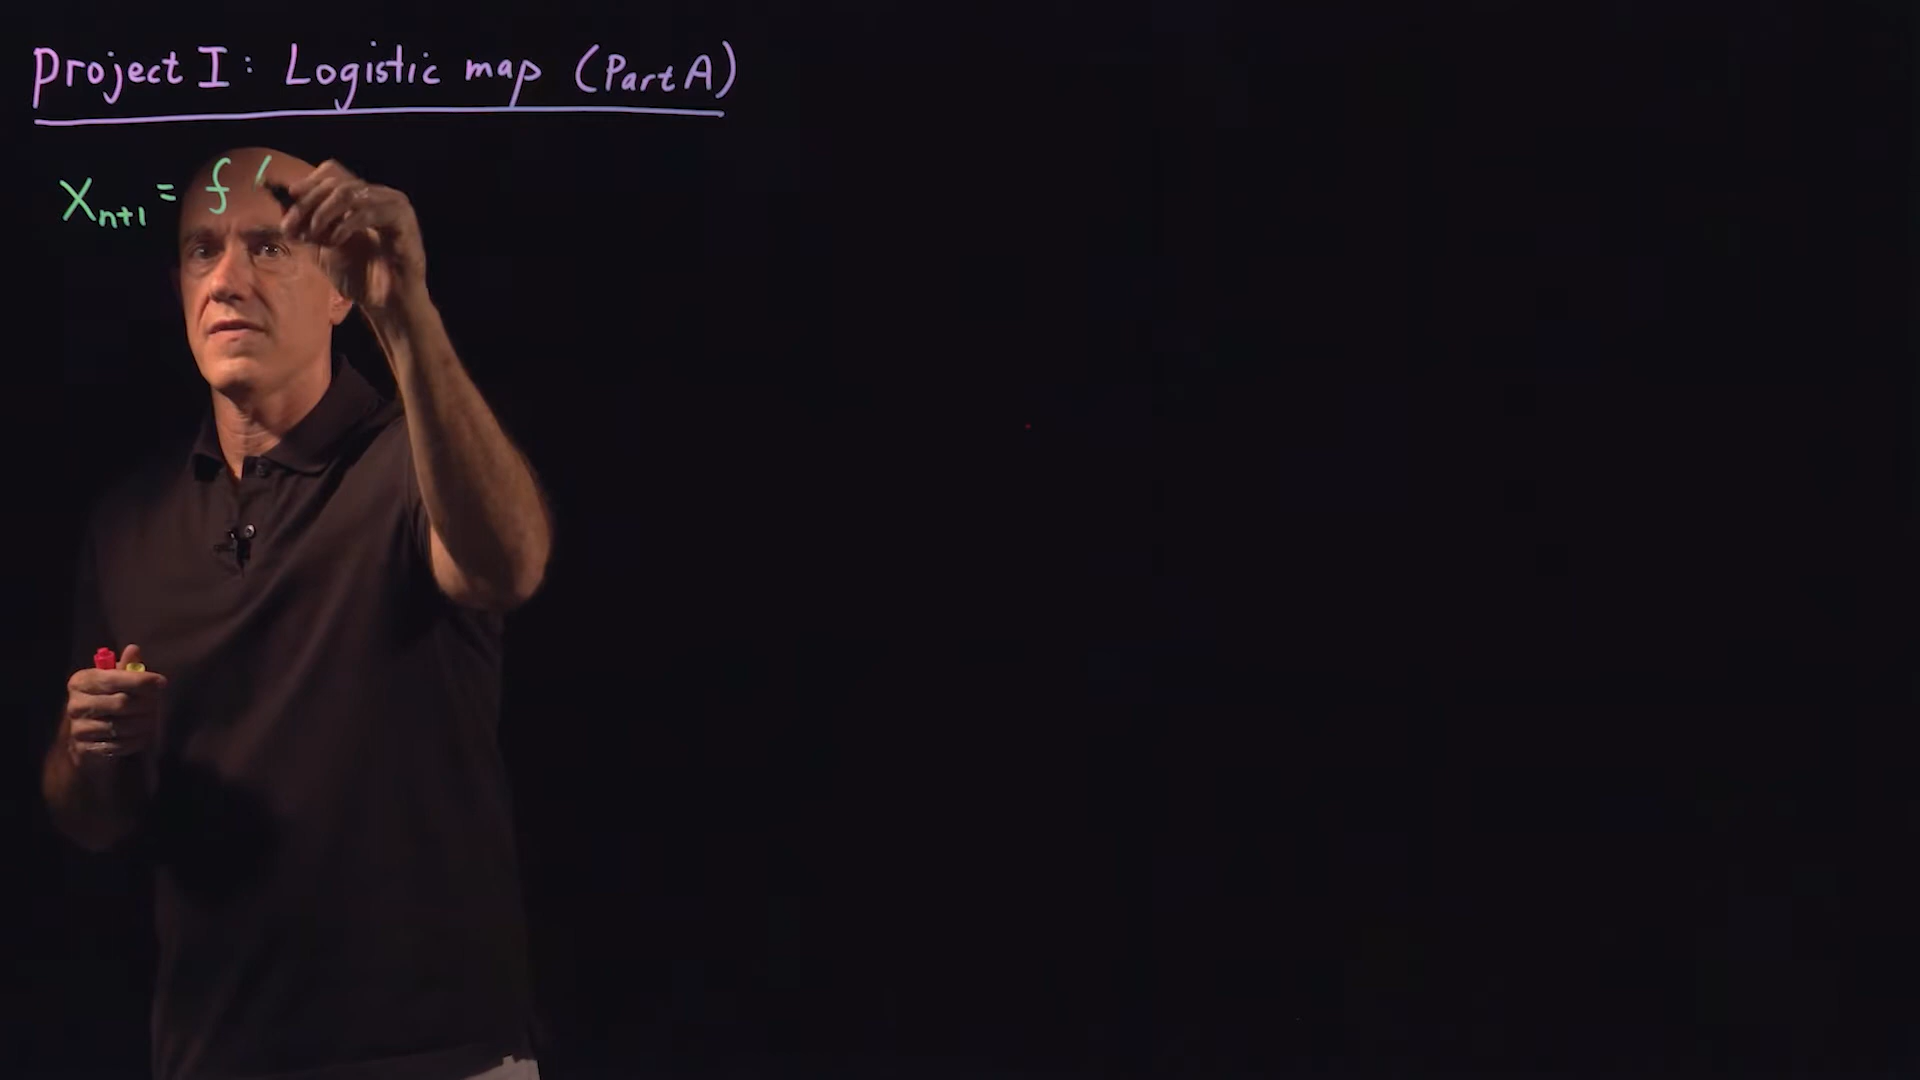 Project I: Logistic map (Part A)
Xn+1 = f (